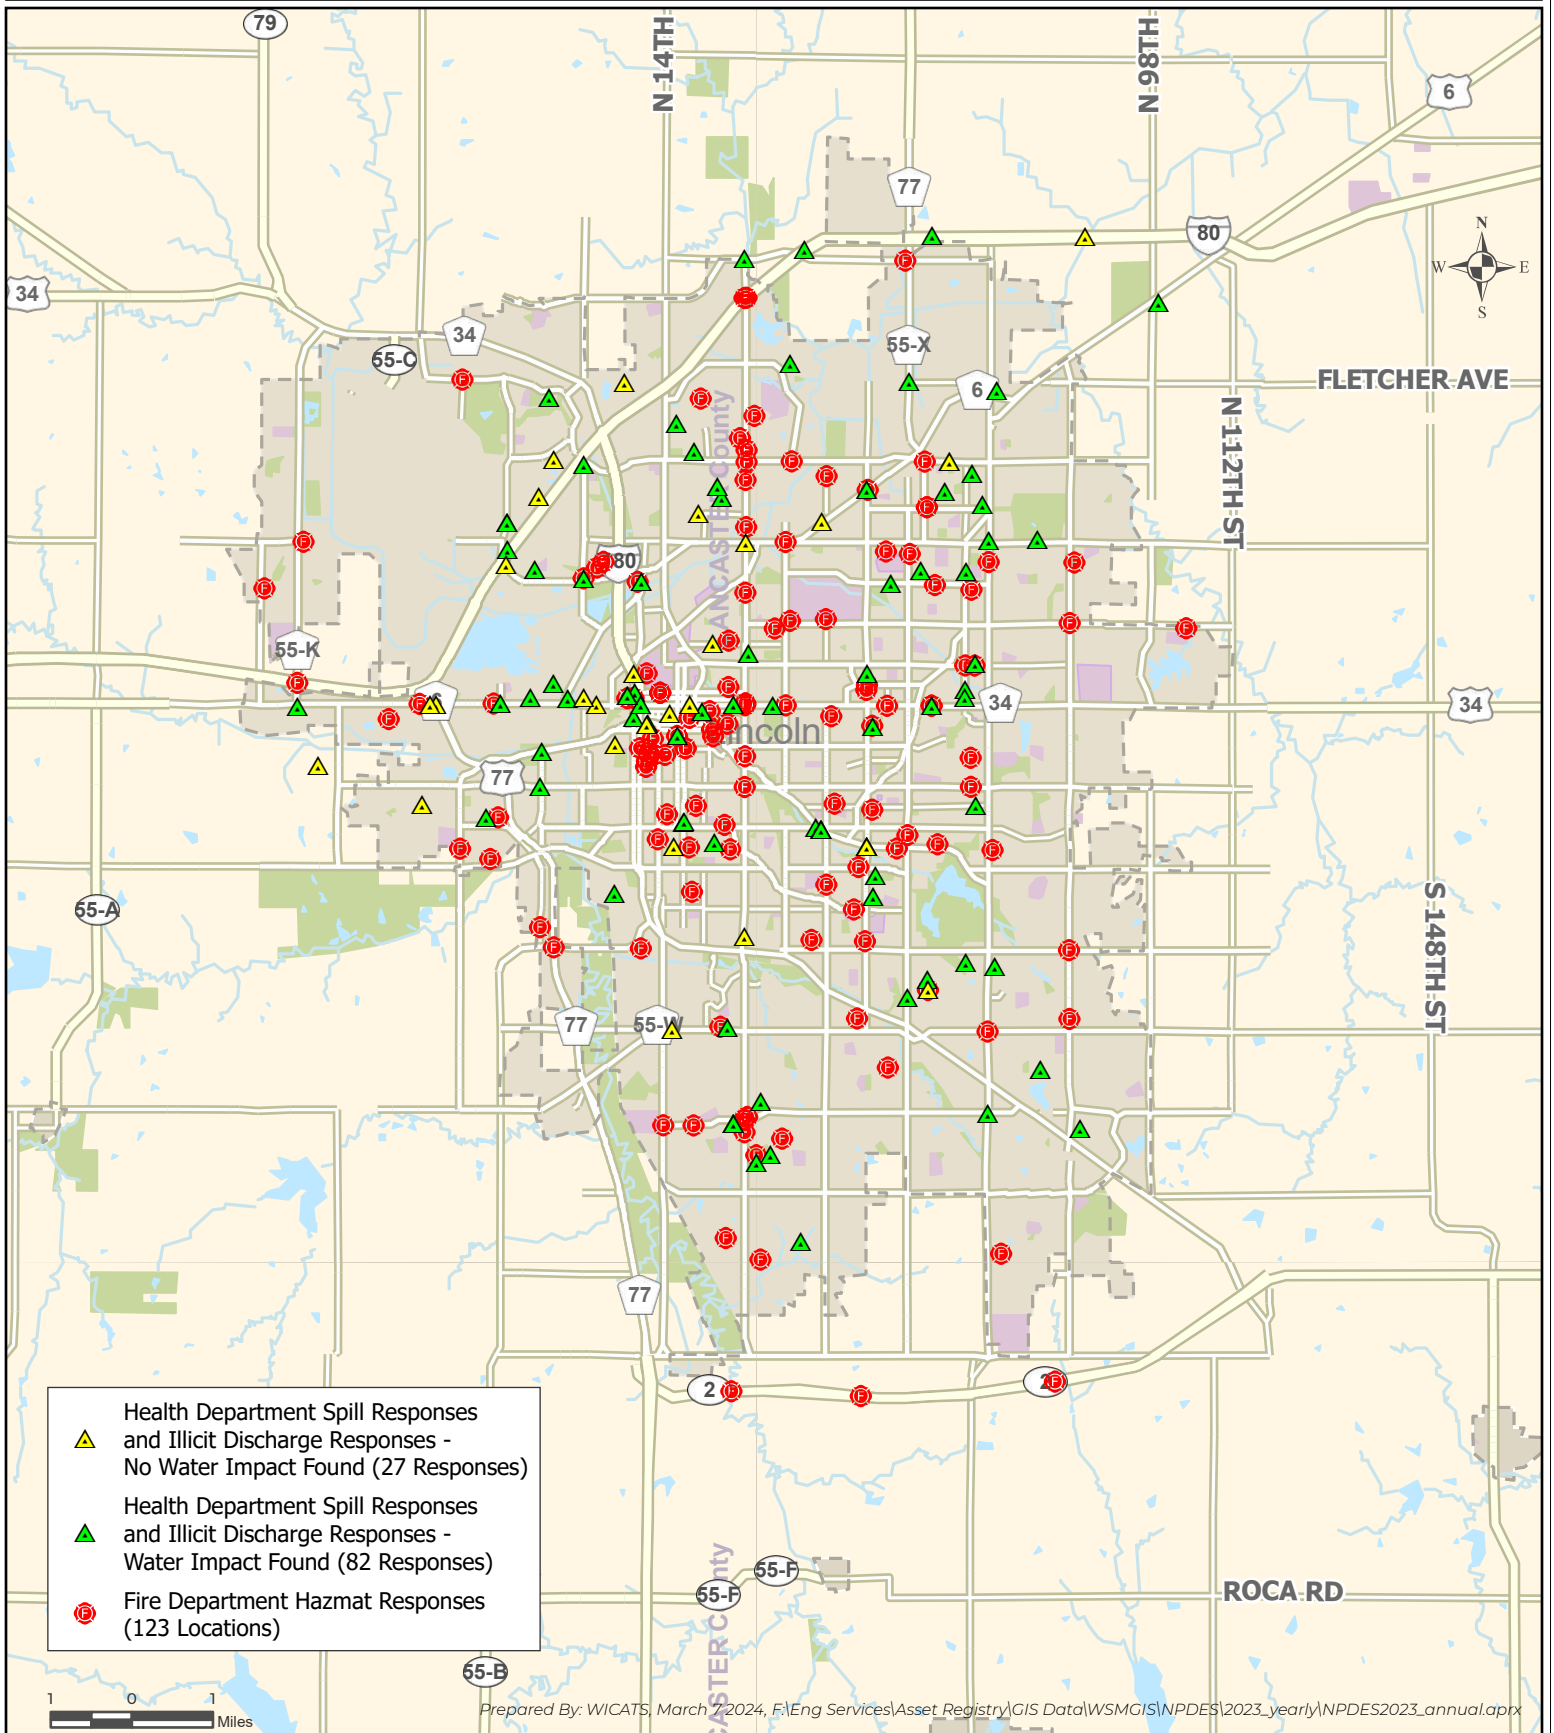 79
N 14TH
N 98TH
6
77
80
N
W E
S
34
34
55-C
55-X
6
FLETCHER AVE
N 112TH ST
ANCASTER County
80
55-K
34
34
Lincoln
77
55-A
S 148TH ST
77
55-W
77
2
2
Health Department Spill Responses
and Illicit Discharge Responses -
No Water Impact Found (27 Responses)
Health Department Spill Responses
and Illicit Discharge Responses -
Water Impact Found (82 Responses)
Fire Department Hazmat Responses
(123 Locations)
55-F
55-F
ROCA RD
CASTER County
55-B
1 0 1
Miles
Prepared By: WICATS, March 7 2024, F:\Eng Services\Asset Registry\GIS Data\WSMGIS\NPDES\2023_yearly\NPDES2023_annual.aprx